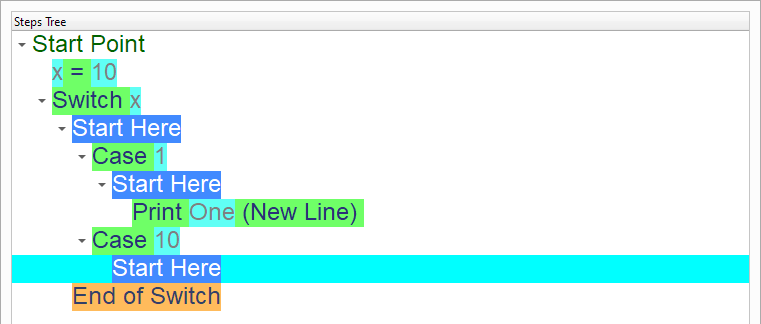 Steps Tree
Start Point
x = 10
Switch x
Start Here
Case 1
Start Here
Print One (New Line)
Case 10
Start Here
End of Switch